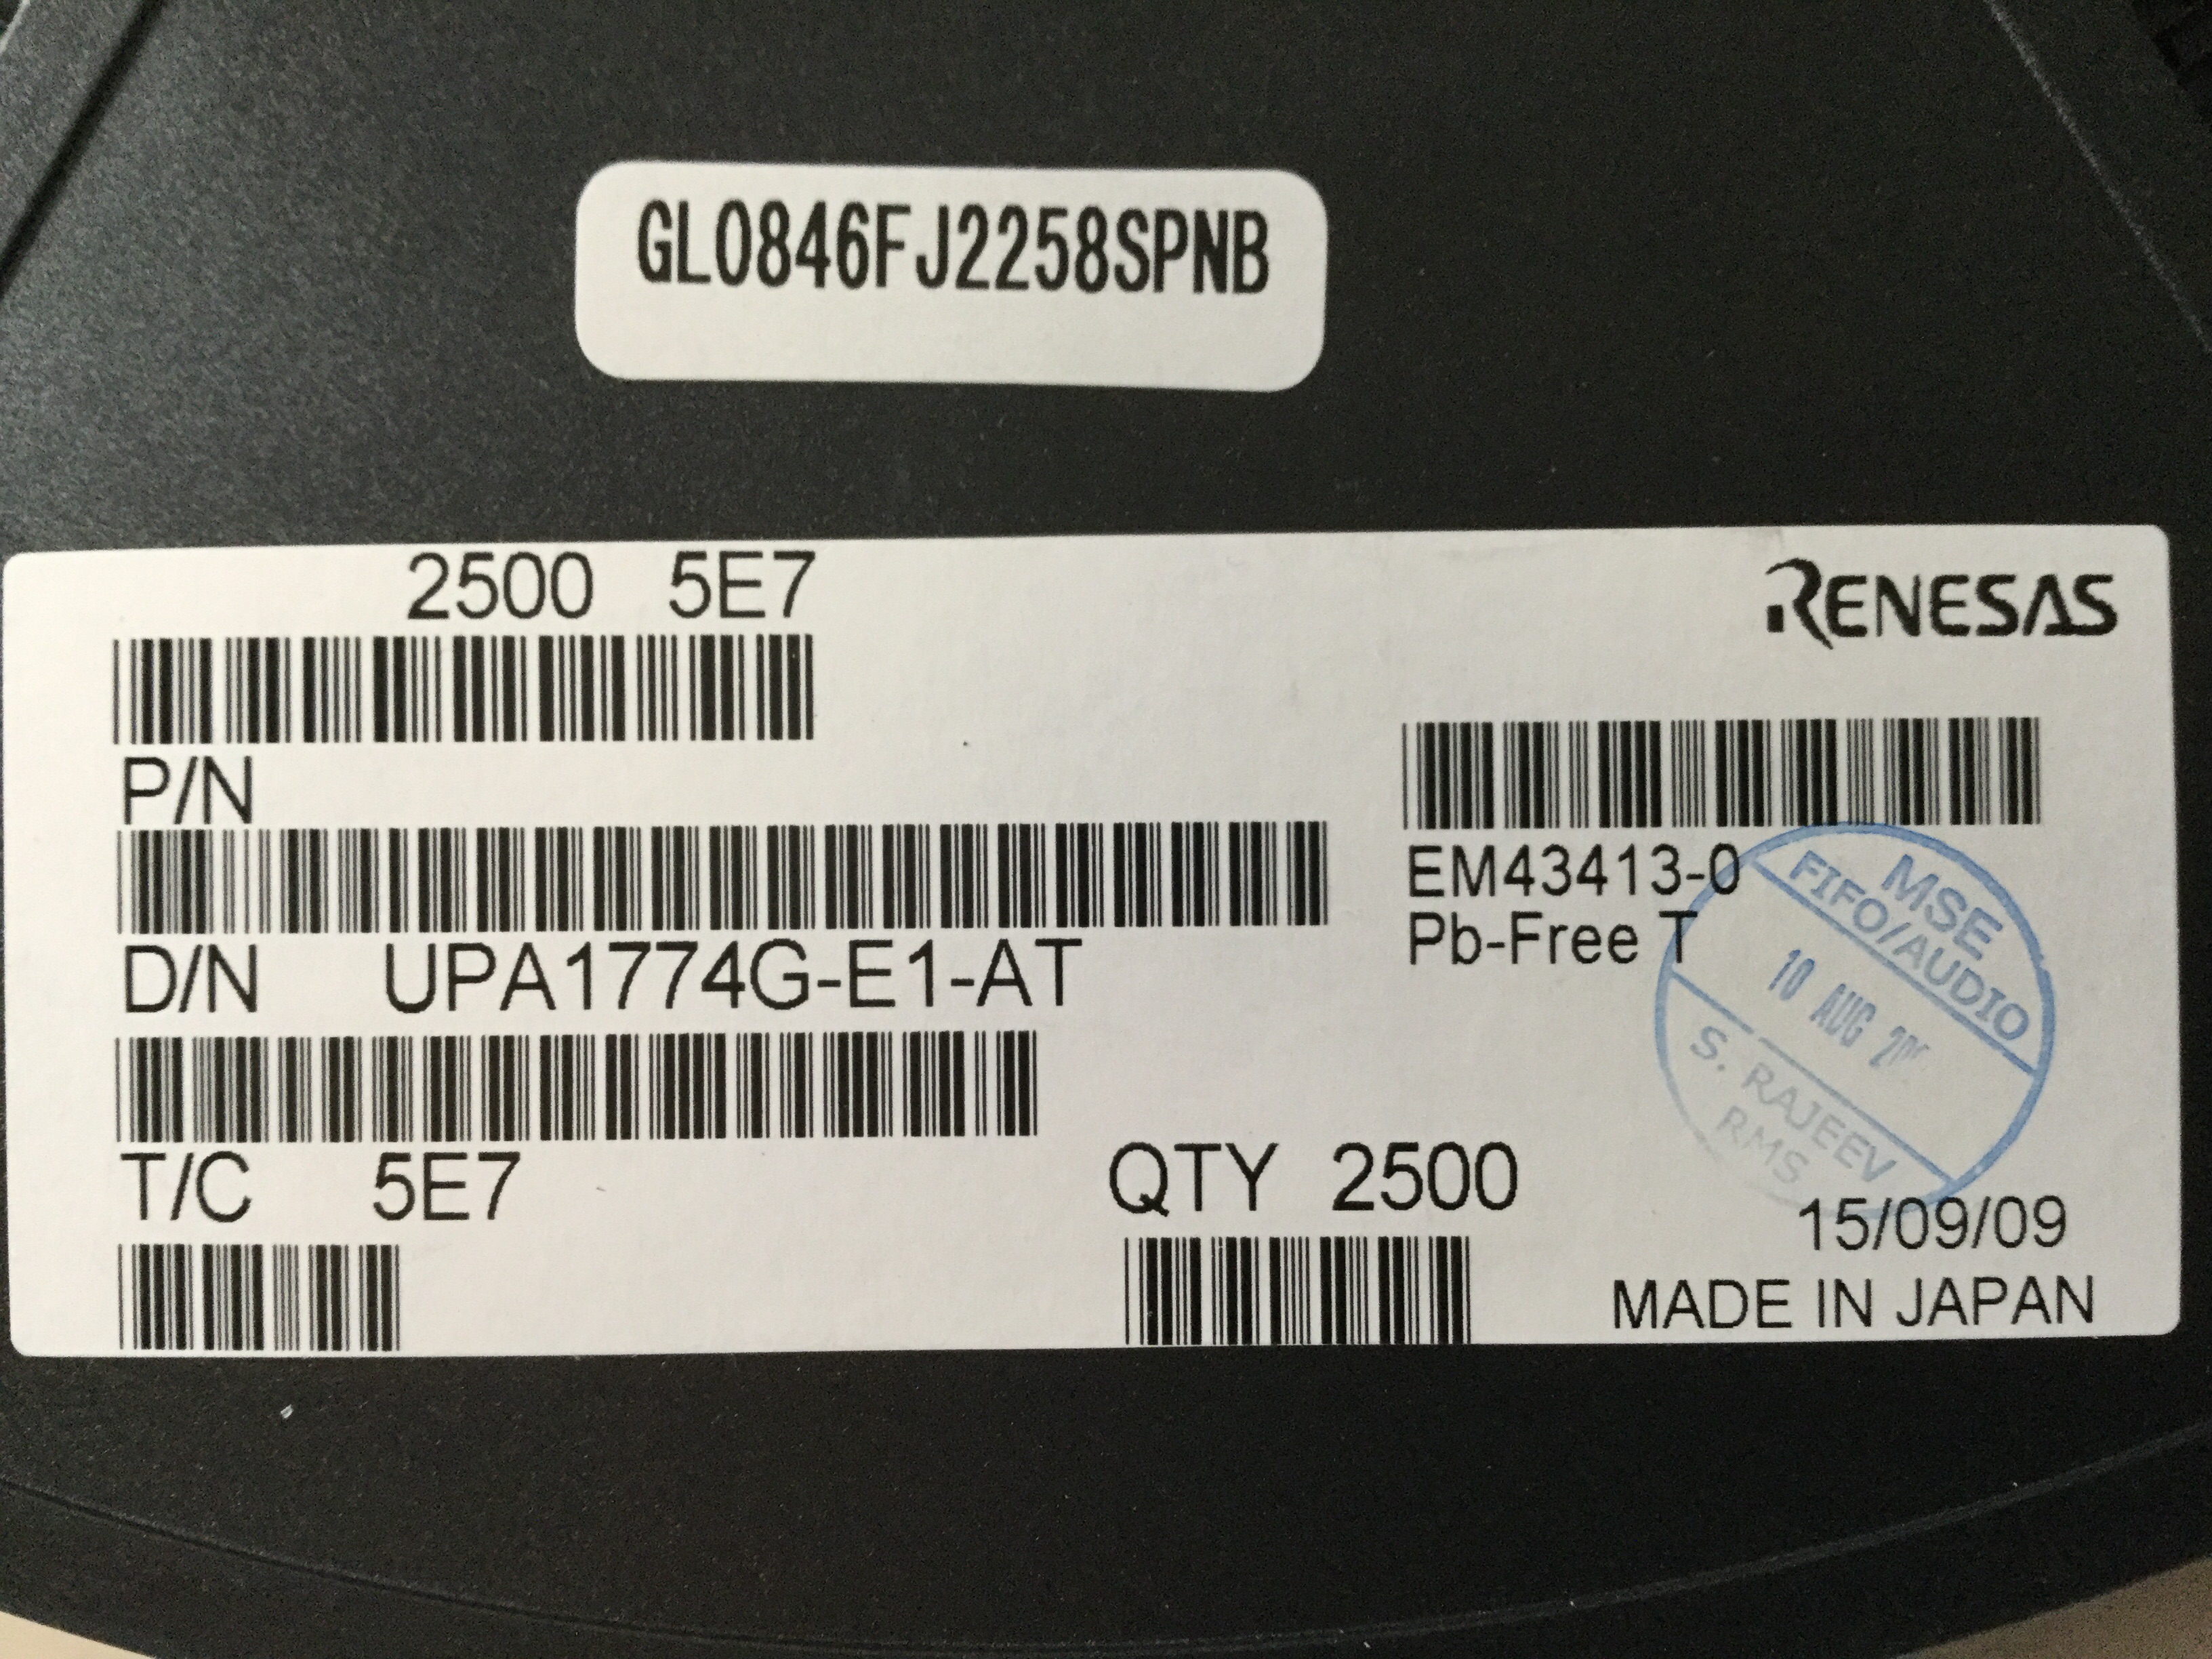 GL0846FJ2258SPNB
2500 5E7
RENESAS
P/N
EM43413-0
Pb-Free T
D/N UPA1774G-E1-AT
MSE
FIFO/AUDIO
10 AUG
S. RAJEEV
RMS
T/C 5E7
QTY 2500
15/09/09
MADE IN JAPAN